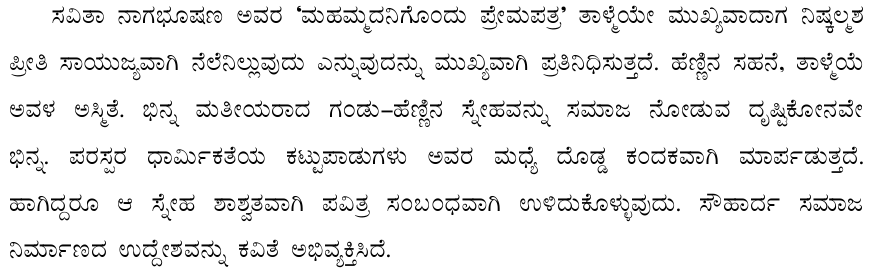 ಸವಿತಾ ನಾಗಭೂಷಣ ಅವರ ‘ಮಹಮ್ಮದನಿಗೊಂದು ಪ್ರೇಮಪತ್ರ’ ತಾಳ್ಮೆಯೇ ಮುಖ್ಯವಾದಾಗ ನಿಷ್ಕಲ್ಮಶ
ಪ್ರೀತಿ ಸಾಯುಜ್ಯವಾಗಿ ನೆಲೆನಿಲ್ಲುವುದು ಎನ್ನುವುದನ್ನು ಮುಖ್ಯವಾಗಿ ಪ್ರತಿನಿಧಿಸುತ್ತದೆ. ಹೆಣ್ಣಿನ ಸಹನೆ, ತಾಳ್ಮೆಯೆ
ಅವಳ ಅಸ್ಮಿತೆ. ಭಿನ್ನ ಮತೀಯರಾದ ಗಂಡು–ಹೆಣ್ಣಿನ ಸ್ನೇಹವನ್ನು ಸಮಾಜ ನೋಡುವ ದೃಷ್ಟಿಕೋನವೇ
ಭಿನ್ನ. ಪರಸ್ಪರ ಧಾರ್ಮಿಕತೆಯ ಕಟ್ಟುಪಾಡುಗಳು ಅವರ ಮಧ್ಯೆ ದೊಡ್ಡ ಕಂದಕವಾಗಿ ಮಾರ್ಪಡುತ್ತದೆ.
ಹಾಗಿದ್ದರೂ ಆ ಸ್ನೇಹ ಶಾಶ್ವತವಾಗಿ ಪವಿತ್ರ ಸಂಬಂಧವಾಗಿ ಉಳಿದುಕೊಳ್ಳುವುದು. ಸೌಹಾರ್ದ ಸಮಾಜ
ನಿರ್ಮಾಣದ ಉದ್ದೇಶವನ್ನು ಕವಿತೆ ಅಭಿವ್ಯಕ್ತಿಸಿದೆ.